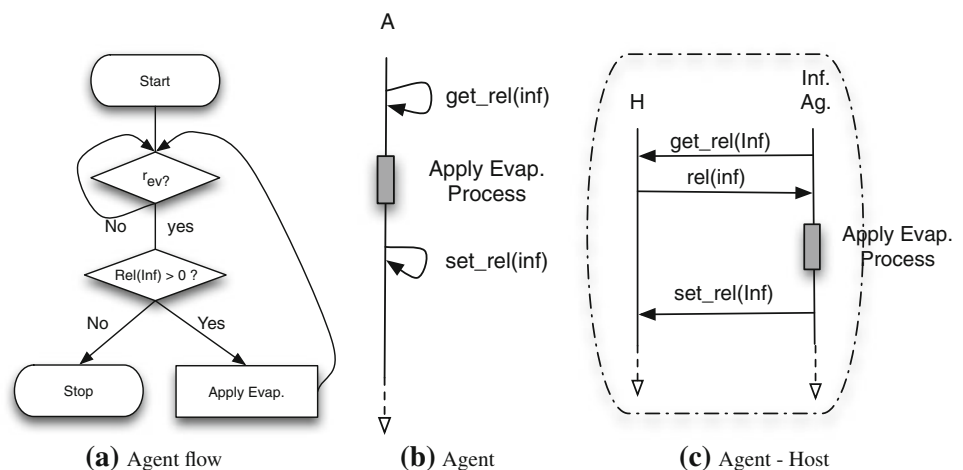 Start
r_ev?
No
yes
Rel(Inf) > 0 ?
No
Yes
Stop
Apply Evap.
(a) Agent flow
A
get_rel(inf)
Apply Evap.
Process
set_rel(inf)
(b) Agent
H
Inf.
Ag.
get_rel(Inf)
rel(inf)
Apply Evap.
Process
set_rel(Inf)
(c) Agent - Host